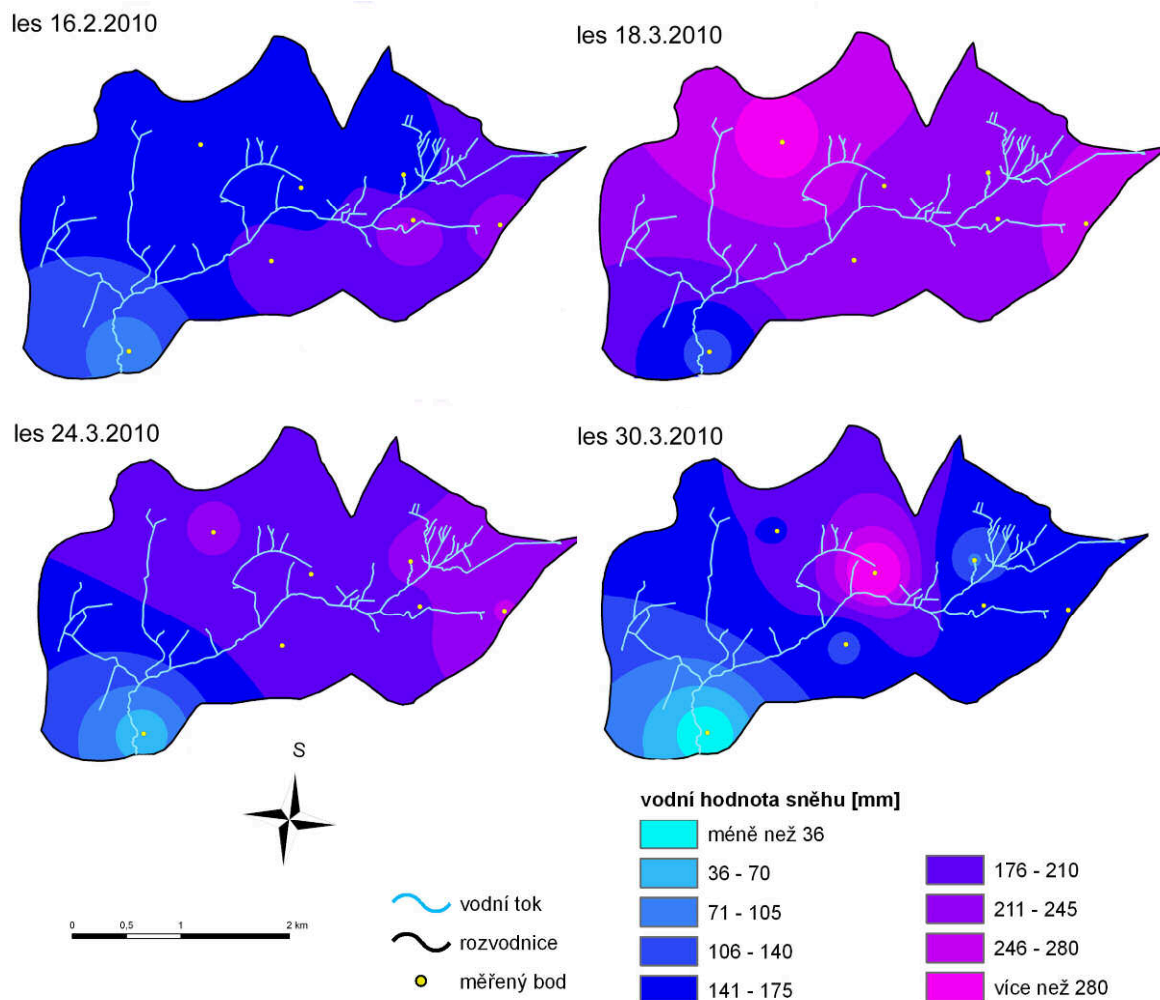 les 16.2.2010
les 18.3.2010
les 24.3.2010
les 30.3.2010
S
0 0,5 1 2 km
vodní tok
rozvodnice
měřený bod
vodní hodnota sněhu [mm]
méně než 36
36 - 70
71 - 105
106 - 140
141 - 175
176 - 210
211 - 245
246 - 280
více než 280